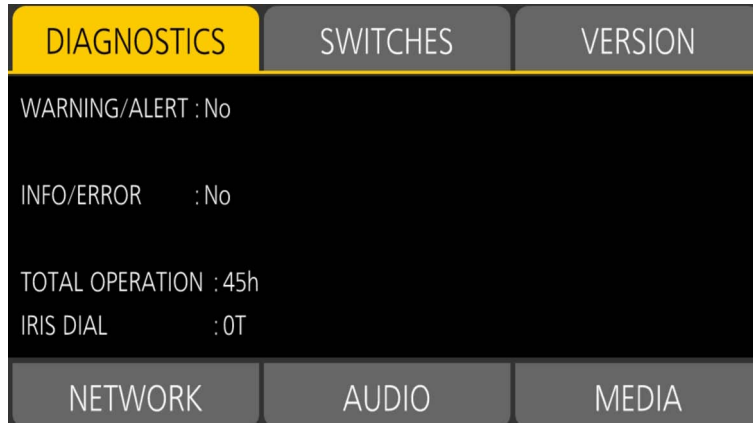 DIAGNOSTICS SWITCHES VERSION
WARNING/ALERT : No
INFO/ERROR : No
TOTAL OPERATION : 45h
IRIS DIAL : 0T
NETWORK AUDIO MEDIA